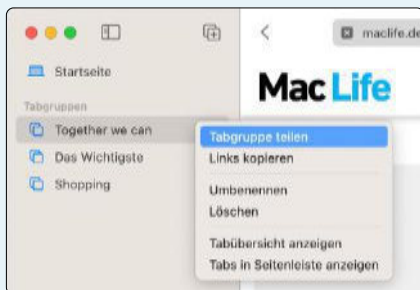 maclife.de
Startseite
Mac Life
Tabgruppen
Together we can
Das Wichtigste
Shopping
Tabgruppe teilen
Links kopieren
Umbenennen
Löschen
Tabübersicht anzeigen
Tabs in Seitenleiste anzeigen